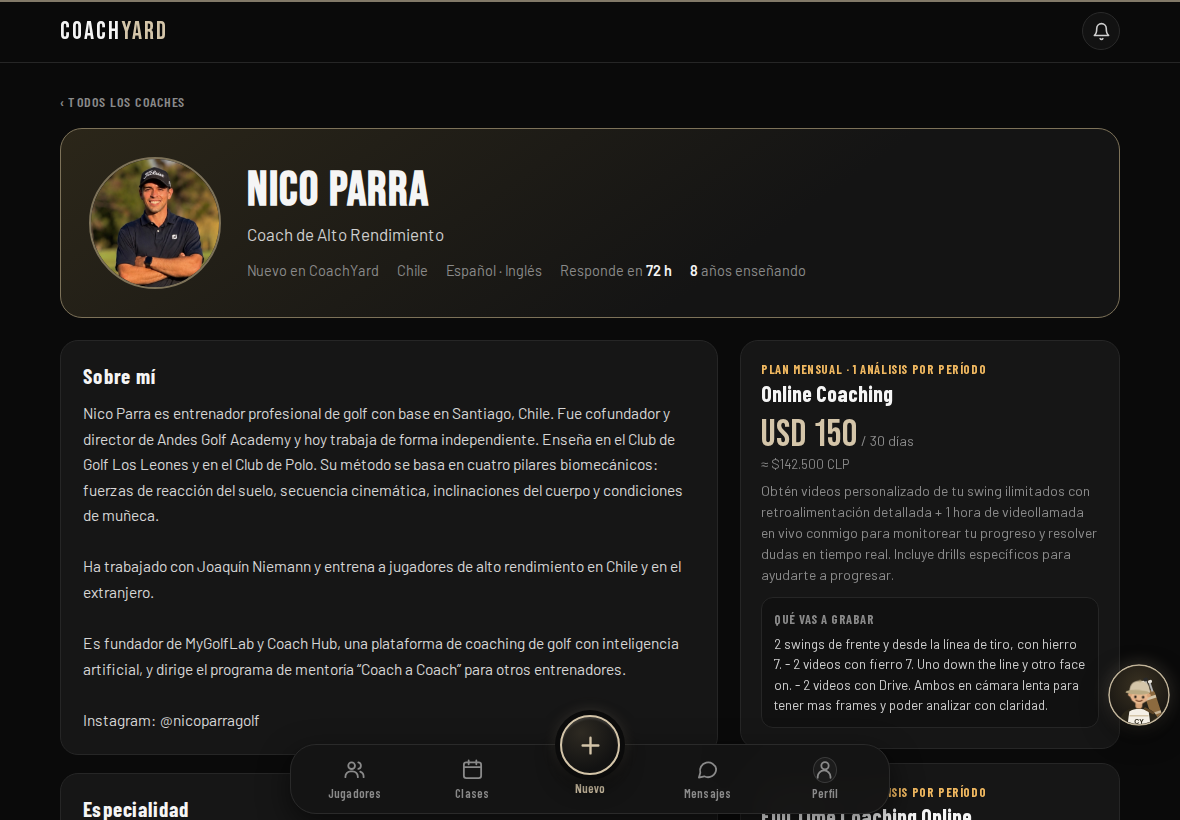 COACHYARD
‹ TODOS LOS COACHES
NICO PARRA
Coach de Alto Rendimiento
Nuevo en CoachYard Chile Español · Inglés Responde en 72 h 8 años enseñando
Sobre mí
Nico Parra es entrenador profesional de golf con base en Santiago, Chile. Fue cofundador y
director de Andes Golf Academy y hoy trabaja de forma independiente. Enseña en el Club de
Golf Los Leones y en el Club de Polo. Su método se basa en cuatro pilares biomecánicos:
fuerzas de reacción del suelo, secuencia cinemática, inclinaciones del cuerpo y condiciones
de muñeca.
Ha trabajado con Joaquín Niemann y entrena a jugadores de alto rendimiento en Chile y en el
extranjero.
Es fundador de MyGolfLab y Coach Hub, una plataforma de coaching de golf con inteligencia
artificial, y dirige el programa de mentoría “Coach a Coach” para otros entrenadores.
Instagram: @nicoparragolf
Especialidad
PLAN MENSUAL · 1 ANÁLISIS POR PERÍODO
Online Coaching
USD 150 / 30 días
≈ $142.500 CLP
Obtén videos personalizado de tu swing ilimitados con
retroalimentación detallada + 1 hora de videollamada
en vivo conmigo para monitorear tu progreso y resolver
dudas en tiempo real. Incluye drills específicos para
ayudarte a progresar.
QUÉ VAS A GRABAR
2 swings de frente y desde la línea de tiro, con hierro
7. - 2 videos con fierro 7. Uno down the line y otro face
on. - 2 videos con Drive. Ambos en cámara lenta para
tener mas frames y poder analizar con claridad.
CY
SIS POR PERÍODO
Full Time Coaching Online
Jugadores
Clases
Nuevo
Mensajes
Perfil